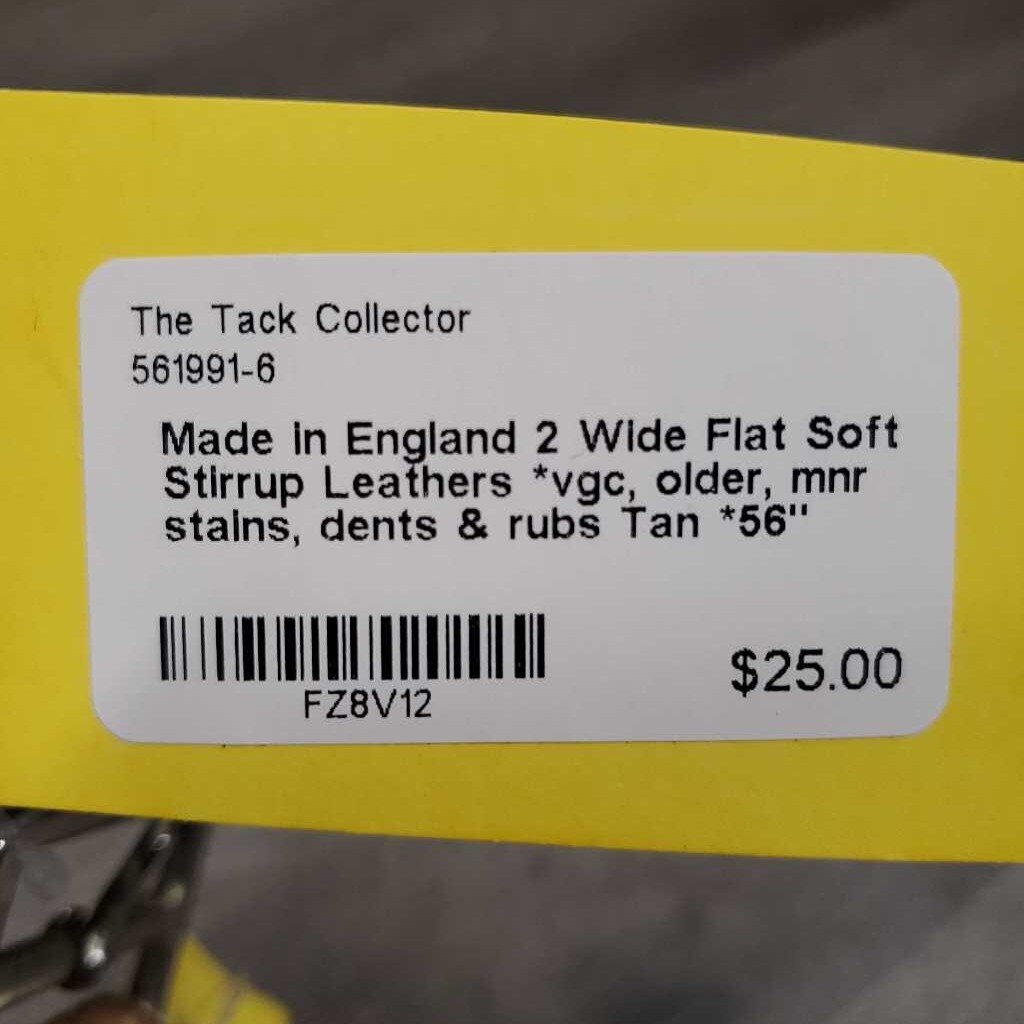 The Tack Collector
561991-6
Made in England 2 Wide Flat Soft
Stirrup Leathers *vgc, older, mnr
stains, dents & rubs Tan *56"
FZ8V12
$25.00